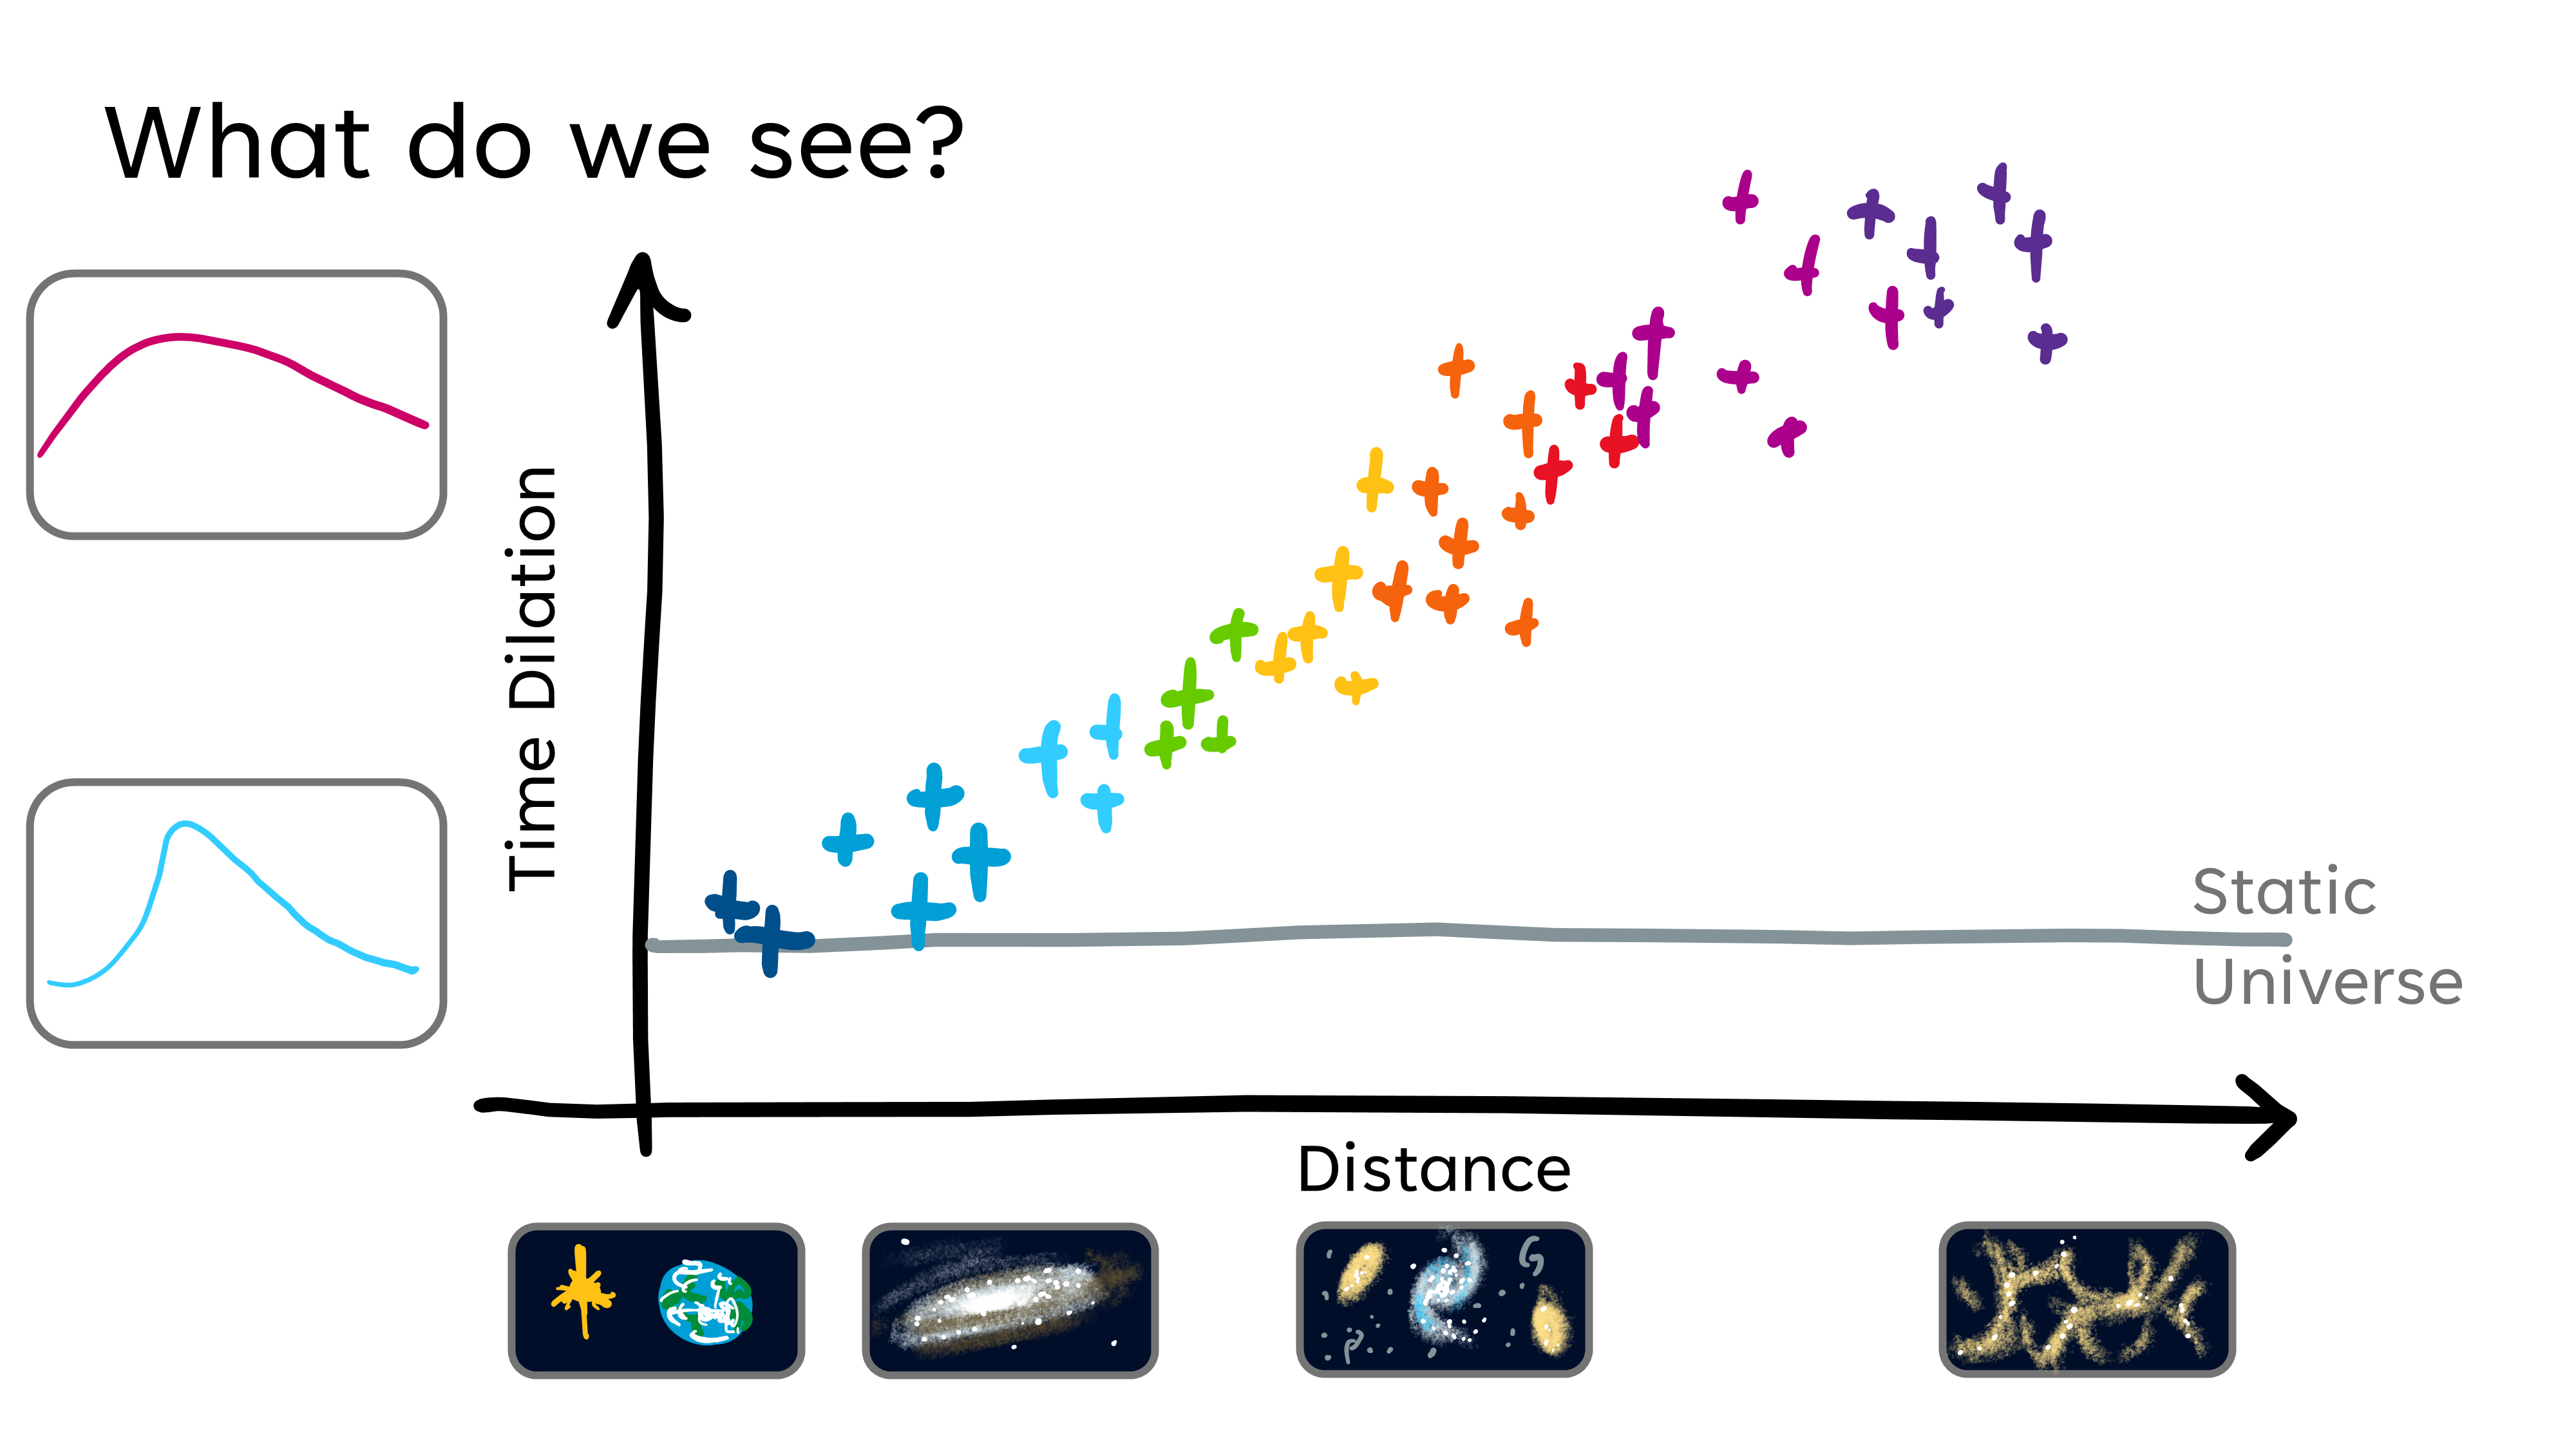 What do we see?
Time Dilation
Static
Universe
Distance